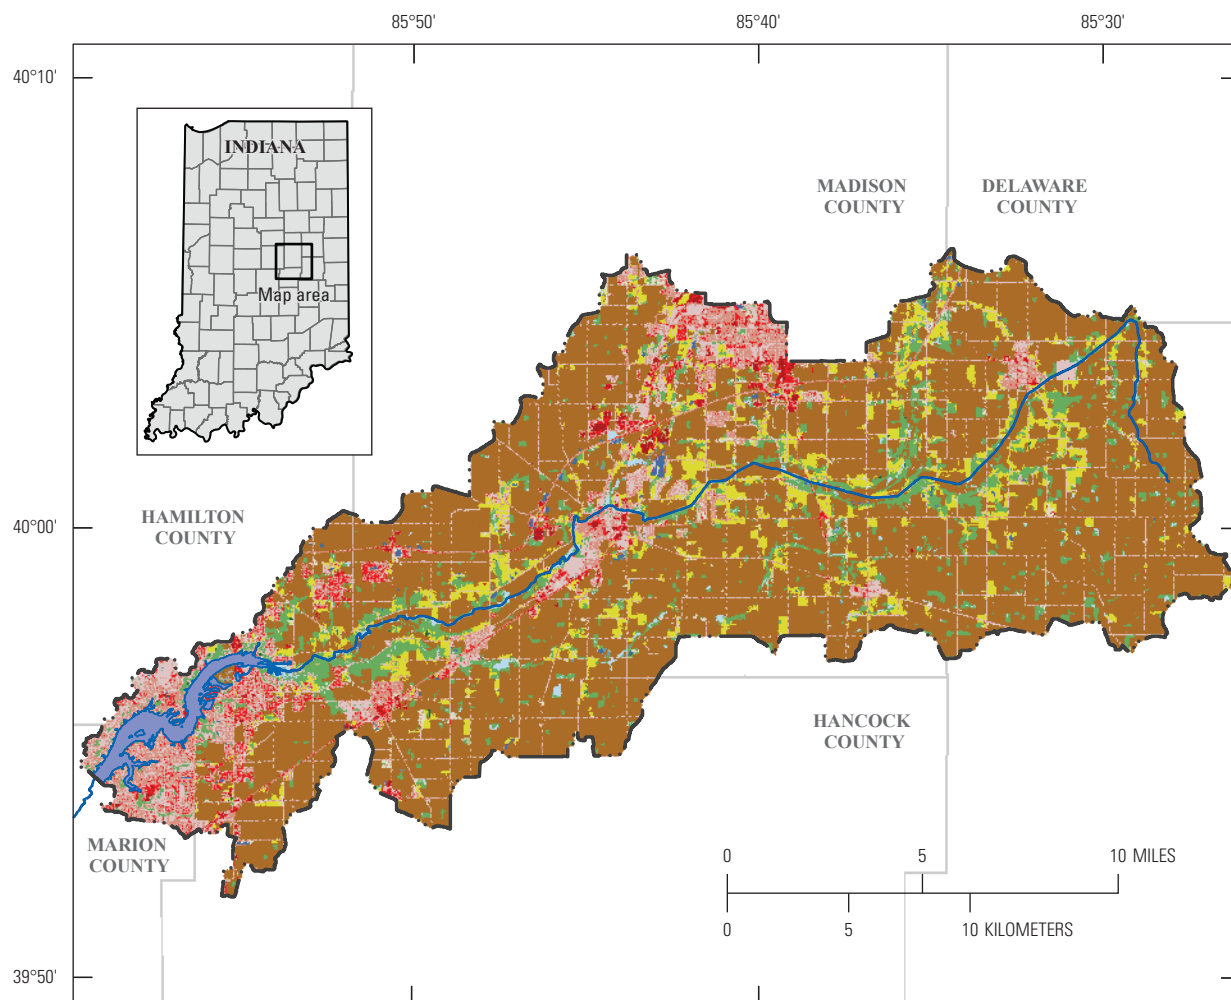 85°50'
85°40'
85°30'
40°10'
INDIANA
Map area
MADISON
COUNTY
DELAWARE
COUNTY
HAMILTON
COUNTY
40°00'
HANCOCK
COUNTY
MARION
COUNTY
0
5
10 MILES
0
5
10 KILOMETERS
39°50'